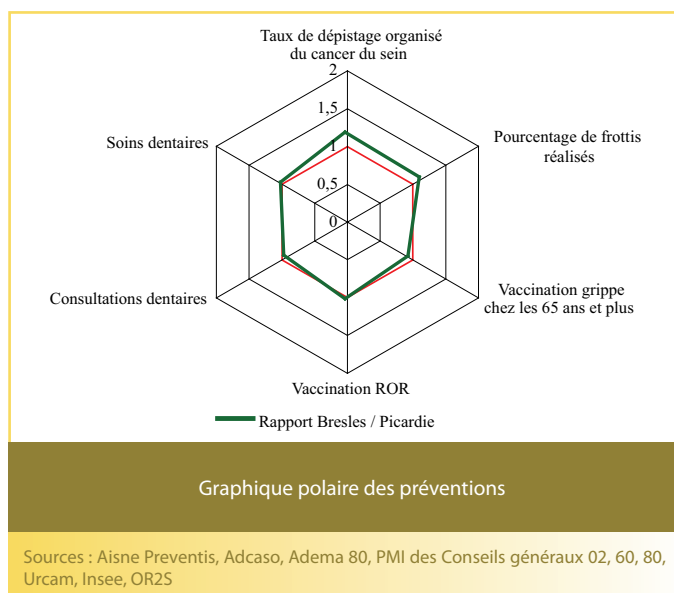 Taux de dépistage organisé
du cancer du sein
2
1,5
1
0,5
0
Soins dentaires
Pourcentage de frottis
réalisés
Consultations dentaires
Vaccination grippe
chez les 65 ans et plus
Vaccination ROR
Rapport Bresles / Picardie
Graphique polaire des préventions
Sources : Aisne Preventis, Adcaso, Adema 80, PMI des Conseils généraux 02, 60, 80,
Urcam, Insee, OR2S